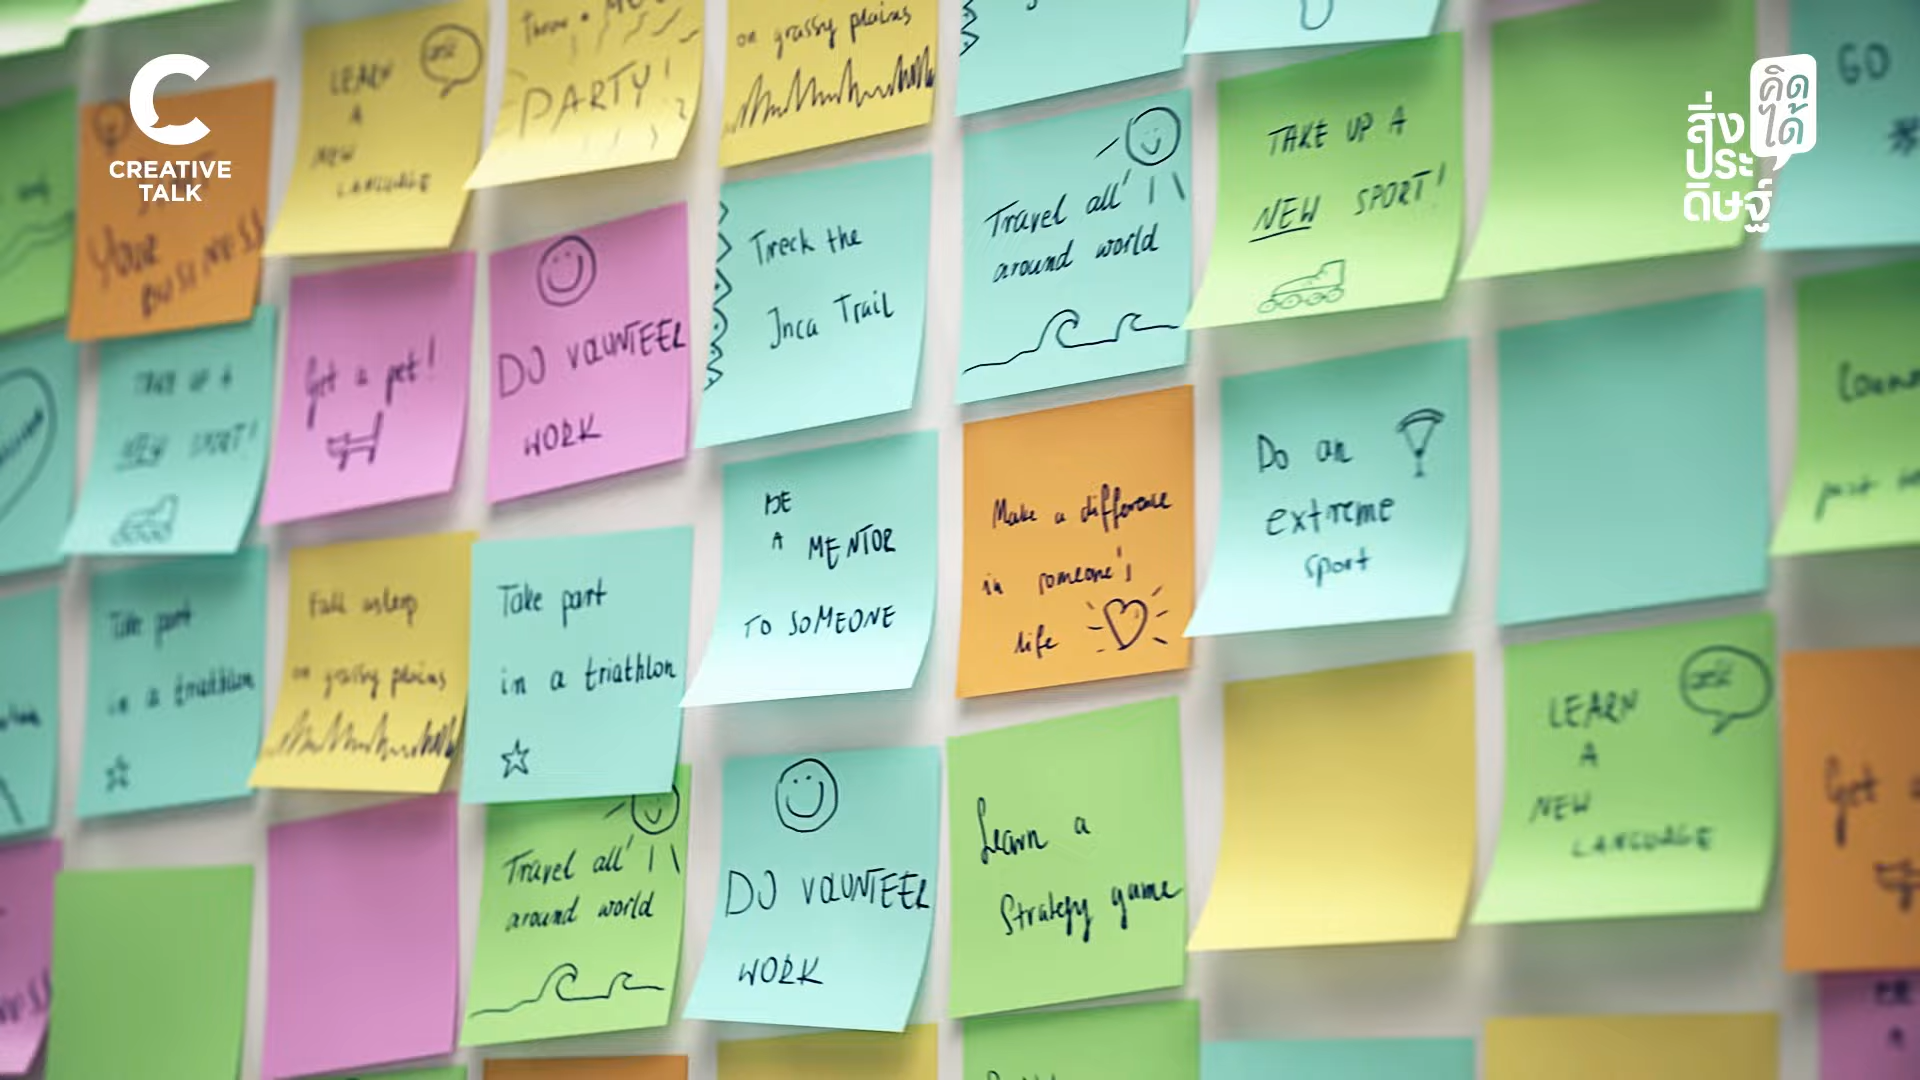 CREATIVE
TALK
สิ่ง
ประ
ดิษฐ์
คิด
ได้
LEARN
A
NEW
LANGUAGE
Throw a
PARTY!
on grassy plains
GO
Your
BUSINESS
Get a pet!
DO VOLUNTEER
WORK
Treck the
Inca Trail
Travel all
around world
TAKE UP A
NEW SPORT!
TAKE UP A
NEW SPORT!
BE
A MENTOR
TO SOMEONE
Make a difference
in someone's
life
Do an
extreme
sport
Take part
in a triathlon
Fall asleep
on grassy plains
Take part
in a triathlon
LEARN
A
NEW
LANGUAGE
Get a
Travel all
around world
DO VOLUNTEER
WORK
Learn a
Strategy game